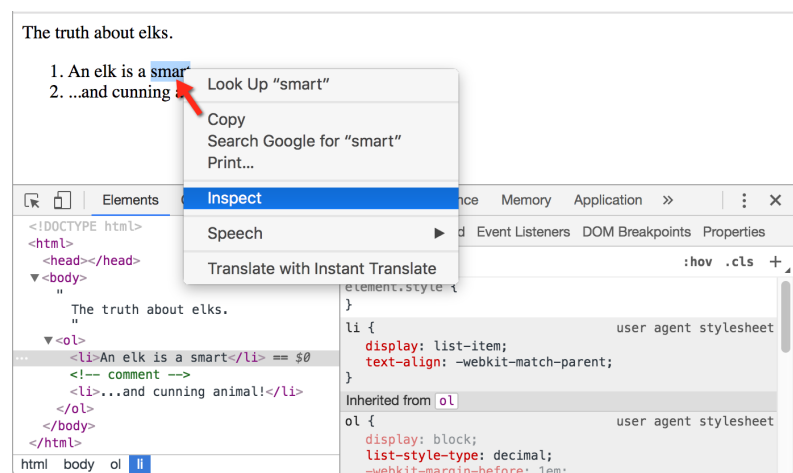 The truth about elks.
1. An elk is a smart
2. ...and cunning a
Look Up “smart”
Copy
Search Google for “smart”
Print...
Inspect
Speech
Translate with Instant Translate
Elements
Memory Application »
Event Listeners DOM Breakpoints Properties
<!DOCTYPE html>
<html>
<head></head>
▼<body>
"
The truth about elks.
"
▼<ol>
... <li>An elk is a smart</li> == $0
<!-- comment -->
<li>...and cunning animal!</li>
</ol>
</body>
</html>
html body ol li
:hov .cls +
element.style {
}
li { user agent stylesheet
display: list-item;
text-align: -webkit-match-parent;
}
Inherited from ol
ol { user agent stylesheet
display: block;
list-style-type: decimal;
-webkit-margin-before: 1em;